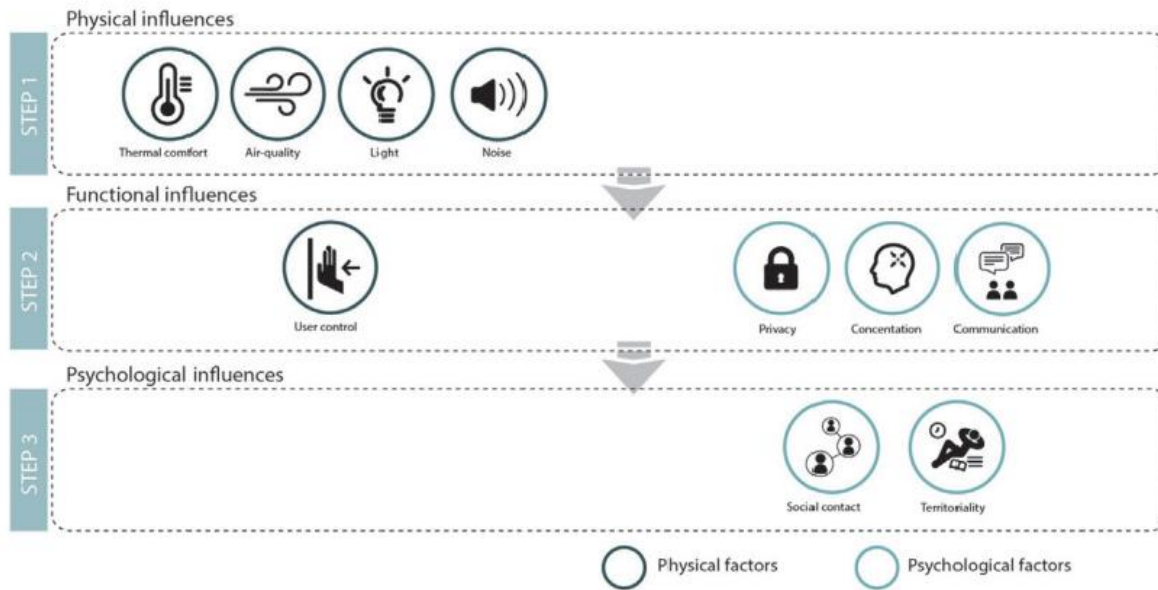 Physical influences
STEP 1
Thermal comfort
Air-quality
Light
Noise
Functional influences
STEP 2
User control
Privacy
Concentation
Communication
Psychological influences
STEP 3
Social contact
Territoriality
Physical factors
Psychological factors